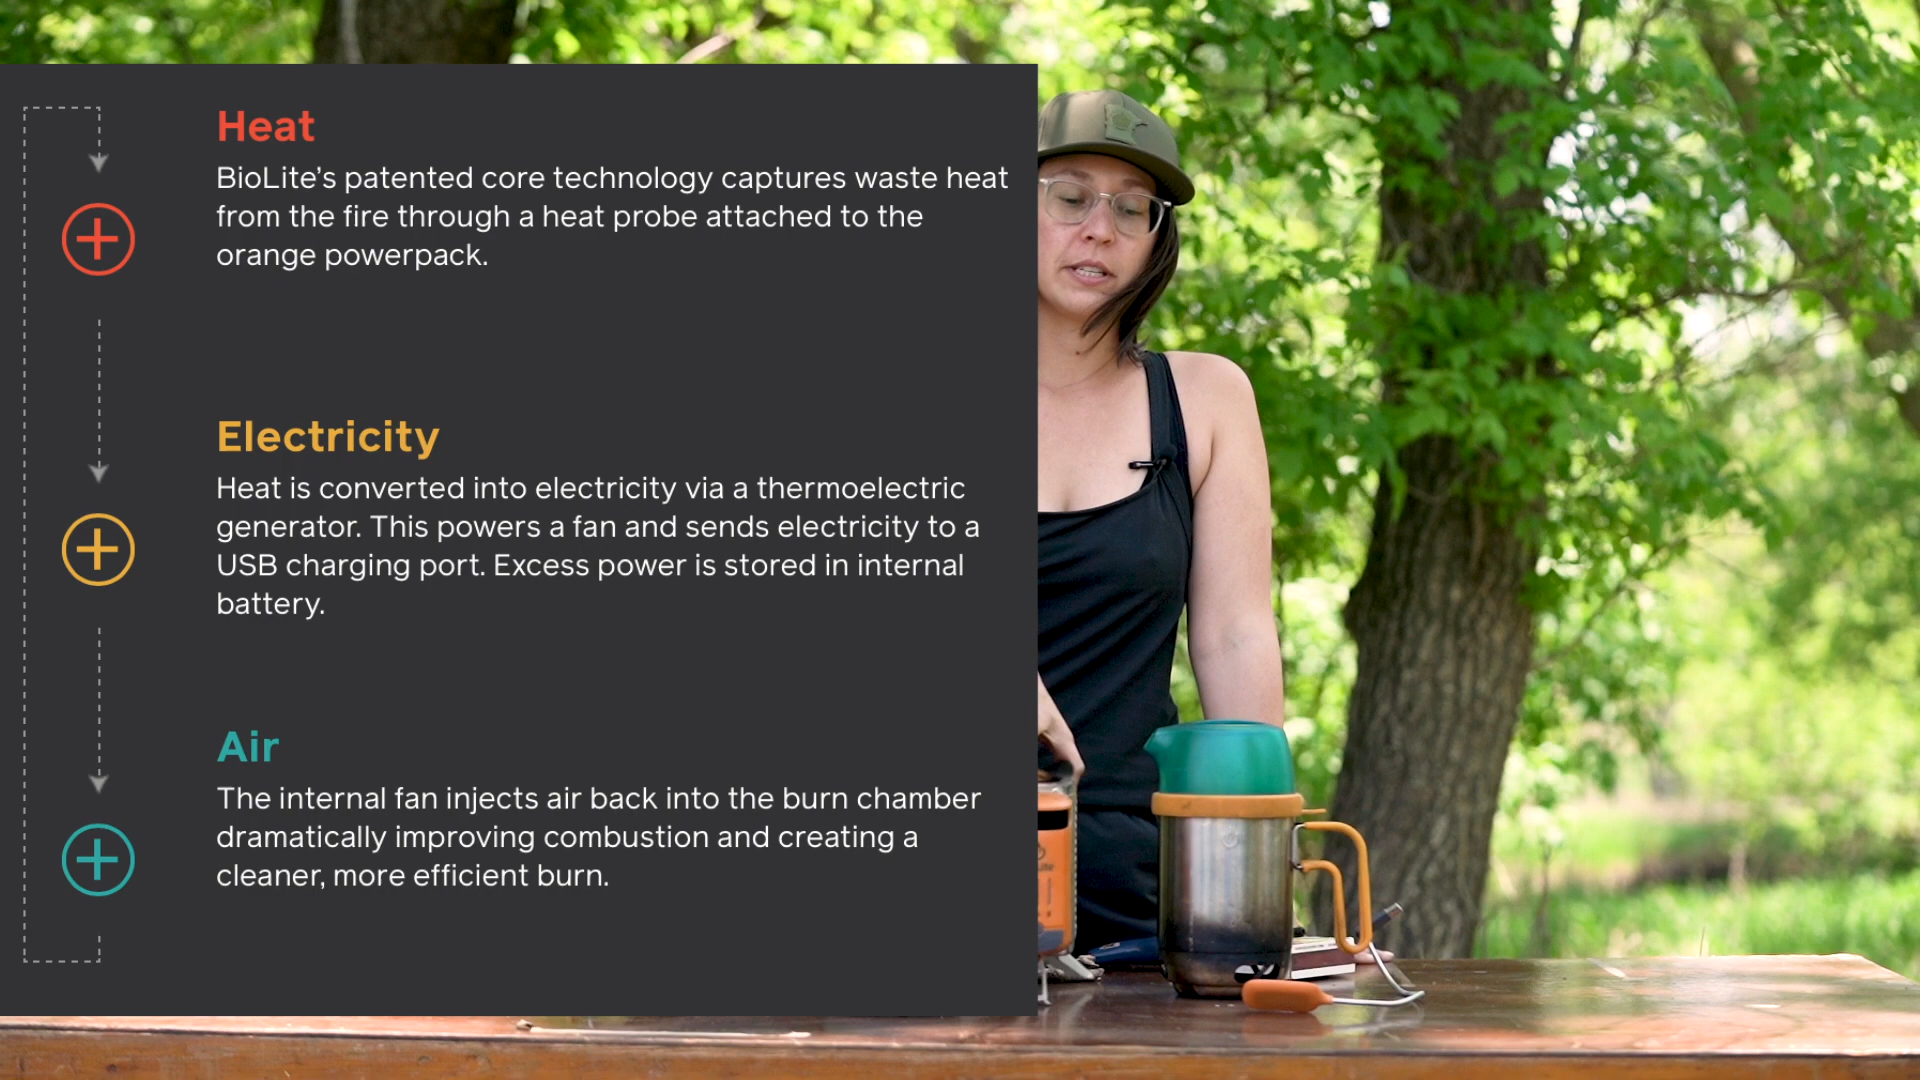 Heat
BioLite’s patented core technology captures waste heat
from the fire through a heat probe attached to the
orange powerpack.
Electricity
Heat is converted into electricity via a thermoelectric
generator. This powers a fan and sends electricity to a
USB charging port. Excess power is stored in internal
battery.
Air
The internal fan injects air back into the burn chamber
dramatically improving combustion and creating a
cleaner, more efficient burn.